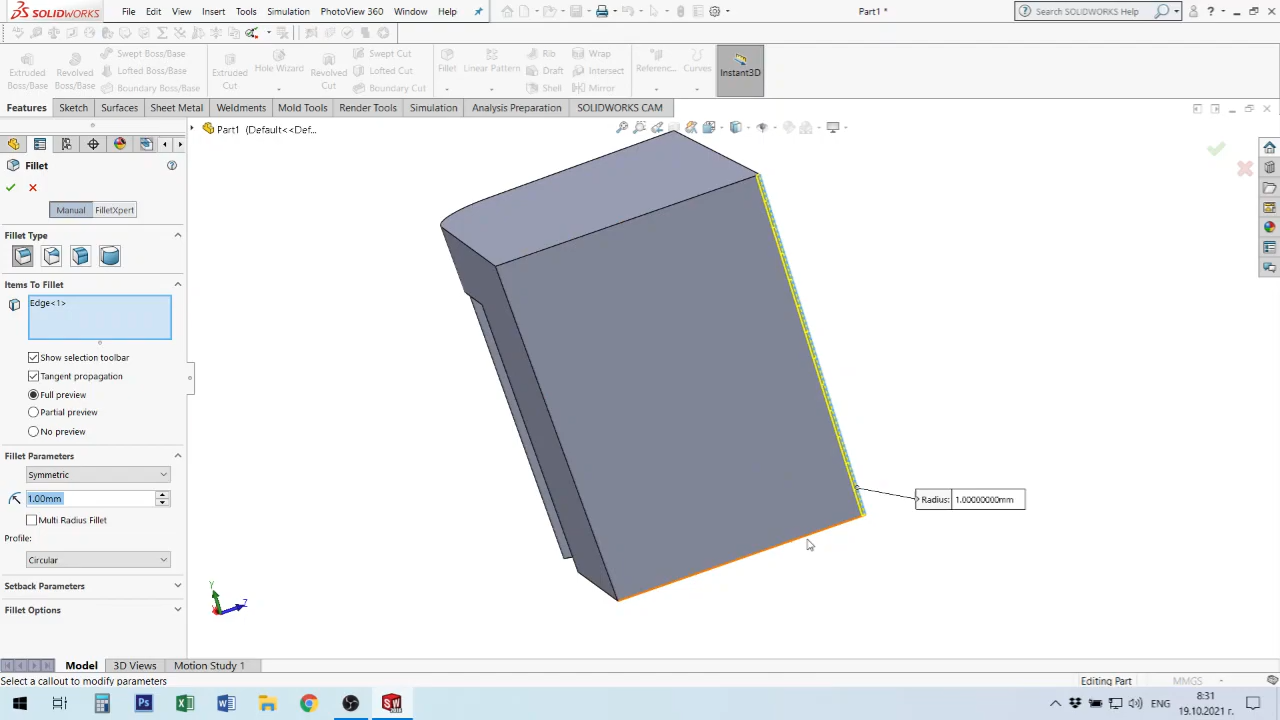 SOLIDWORKS File Edit View Insert Tools Simulation PhotoView 360 Window Help Part1 * Search SOLIDWORKS Help
Extruded Boss/Base
Revolved Boss/Base
Swept Boss/Base
Lofted Boss/Base
Boundary Boss/Base
Extruded Cut
Hole Wizard
Revolved Cut
Swept Cut
Lofted Cut
Boundary Cut
Fillet
Linear Pattern
Rib
Draft
Shell
Wrap
Intersect
Mirror
Referenc...
Curves
Instant3D
Features Sketch Surfaces Sheet Metal Weldments Mold Tools Render Tools Simulation Analysis Preparation SOLIDWORKS CAM
Part1 (Default<<Def...
Fillet
Manual FilletXpert
Fillet Type
Items To Fillet
Edge<1>
Show selection toolbar
Tangent propagation
Full preview
Partial preview
No preview
Fillet Parameters
Symmetric
1.00mm
Multi Radius Fillet
Profile:
Circular
Setback Parameters
Fillet Options
Radius: 1.00000000mm
Y
Z
Model 3D Views Motion Study 1
Select a callout to modify parameters Editing Part MMGS
ENG 8:31
19.10.2021 г.